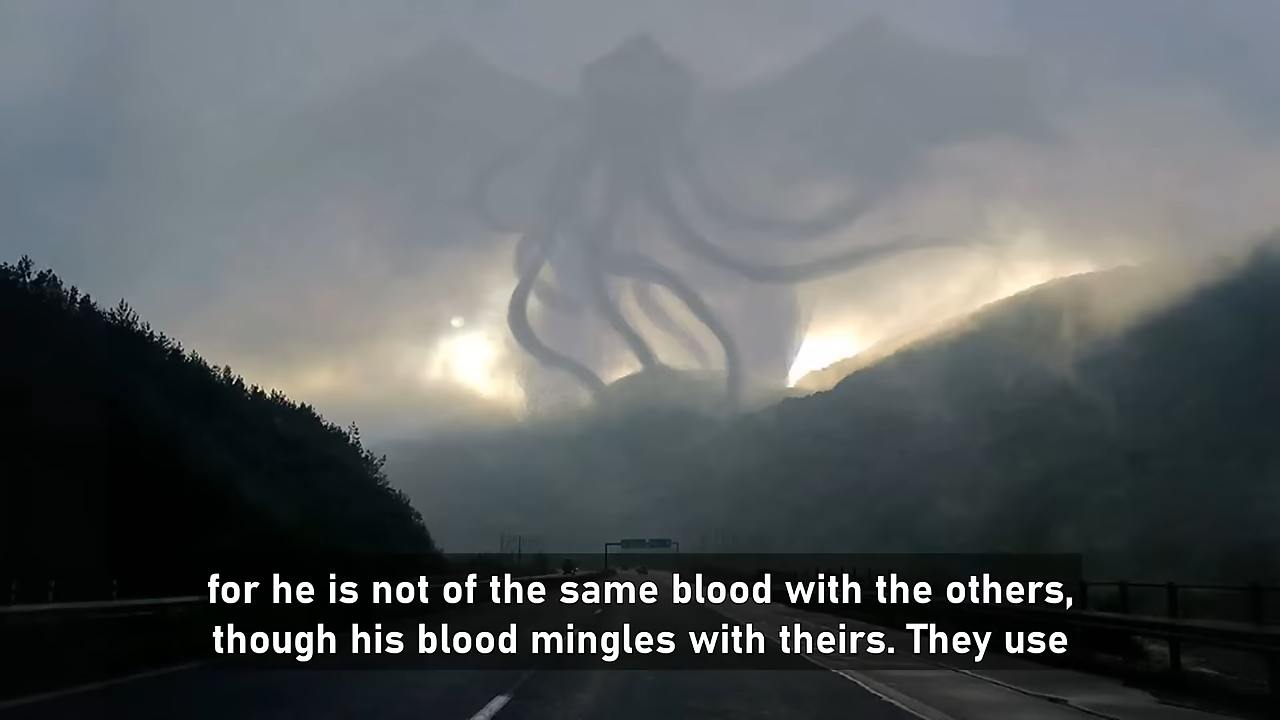 for he is not of the same blood with the others,
though his blood mingles with theirs. They use